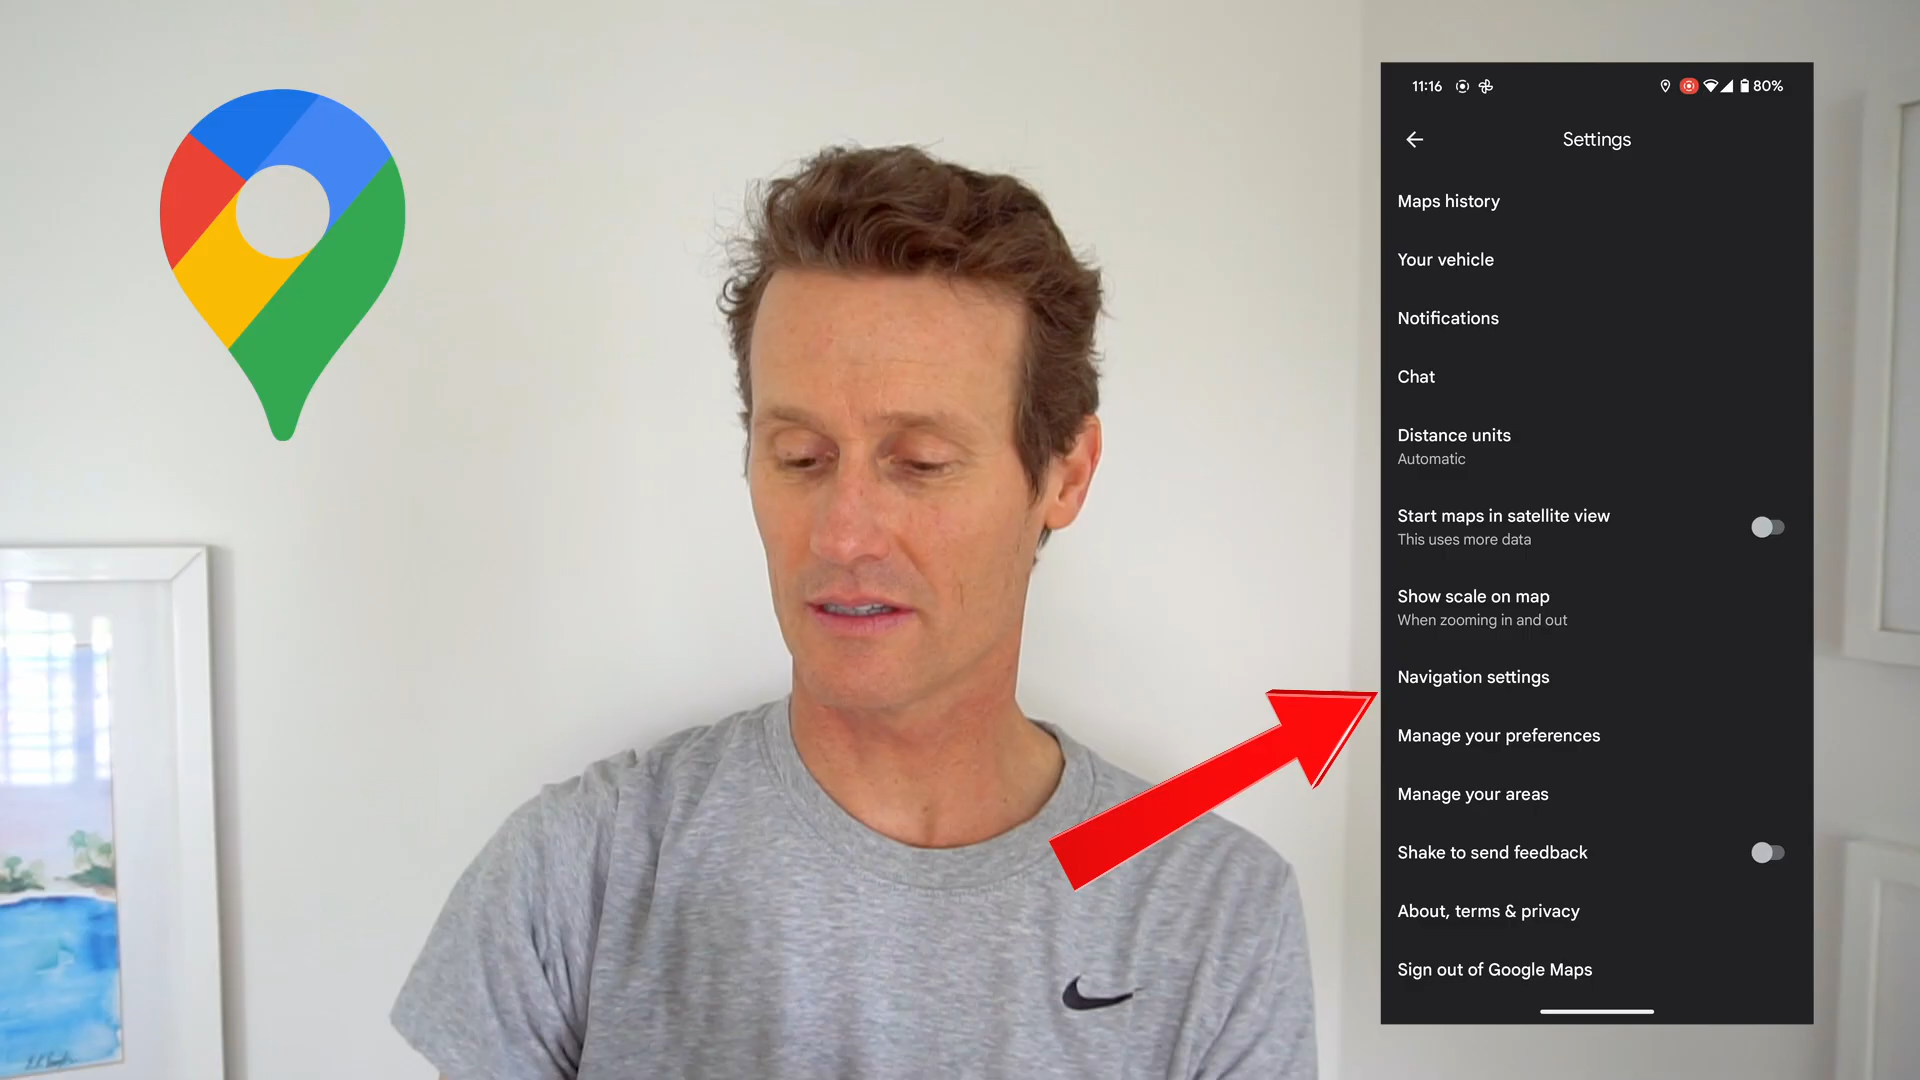 11:16
80%
Settings
Maps history
Your vehicle
Notifications
Chat
Distance units
Automatic
Start maps in satellite view
This uses more data
Show scale on map
When zooming in and out
Navigation settings
Manage your preferences
Manage your areas
Shake to send feedback
About, terms & privacy
Sign out of Google Maps